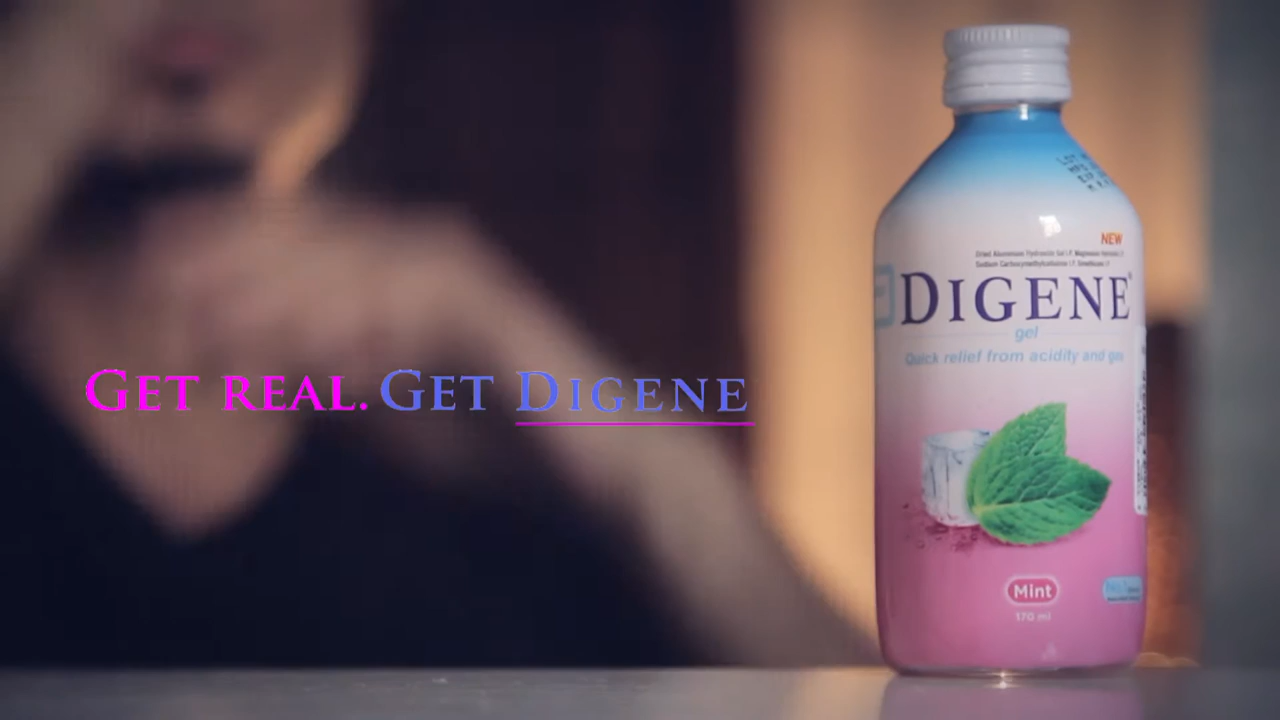 GET REAL. GET DIGENE
NEW
DIGENE
gel
Quick relief from acidity and gas
Mint
170 ml